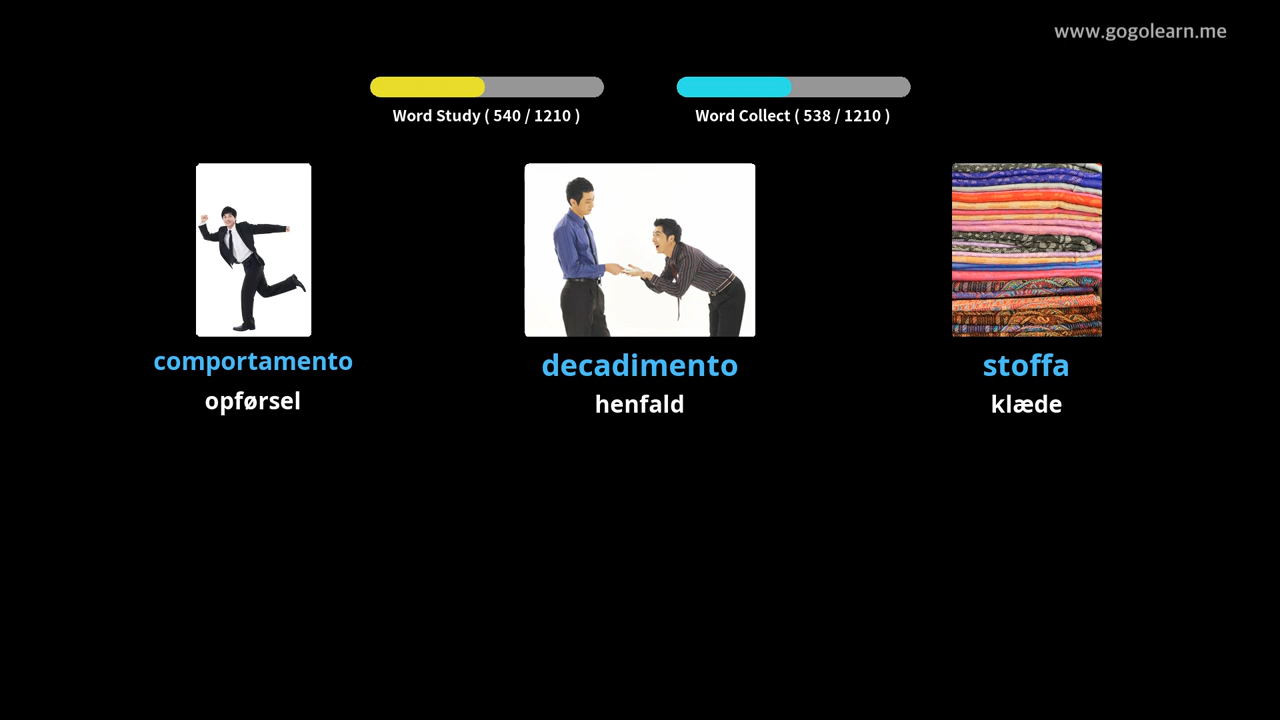 www.gogolearn.me
Word Study ( 540 / 1210 )
Word Collect ( 538 / 1210 )
comportamento
opførsel
decadimento
henfald
stoffa
klæde